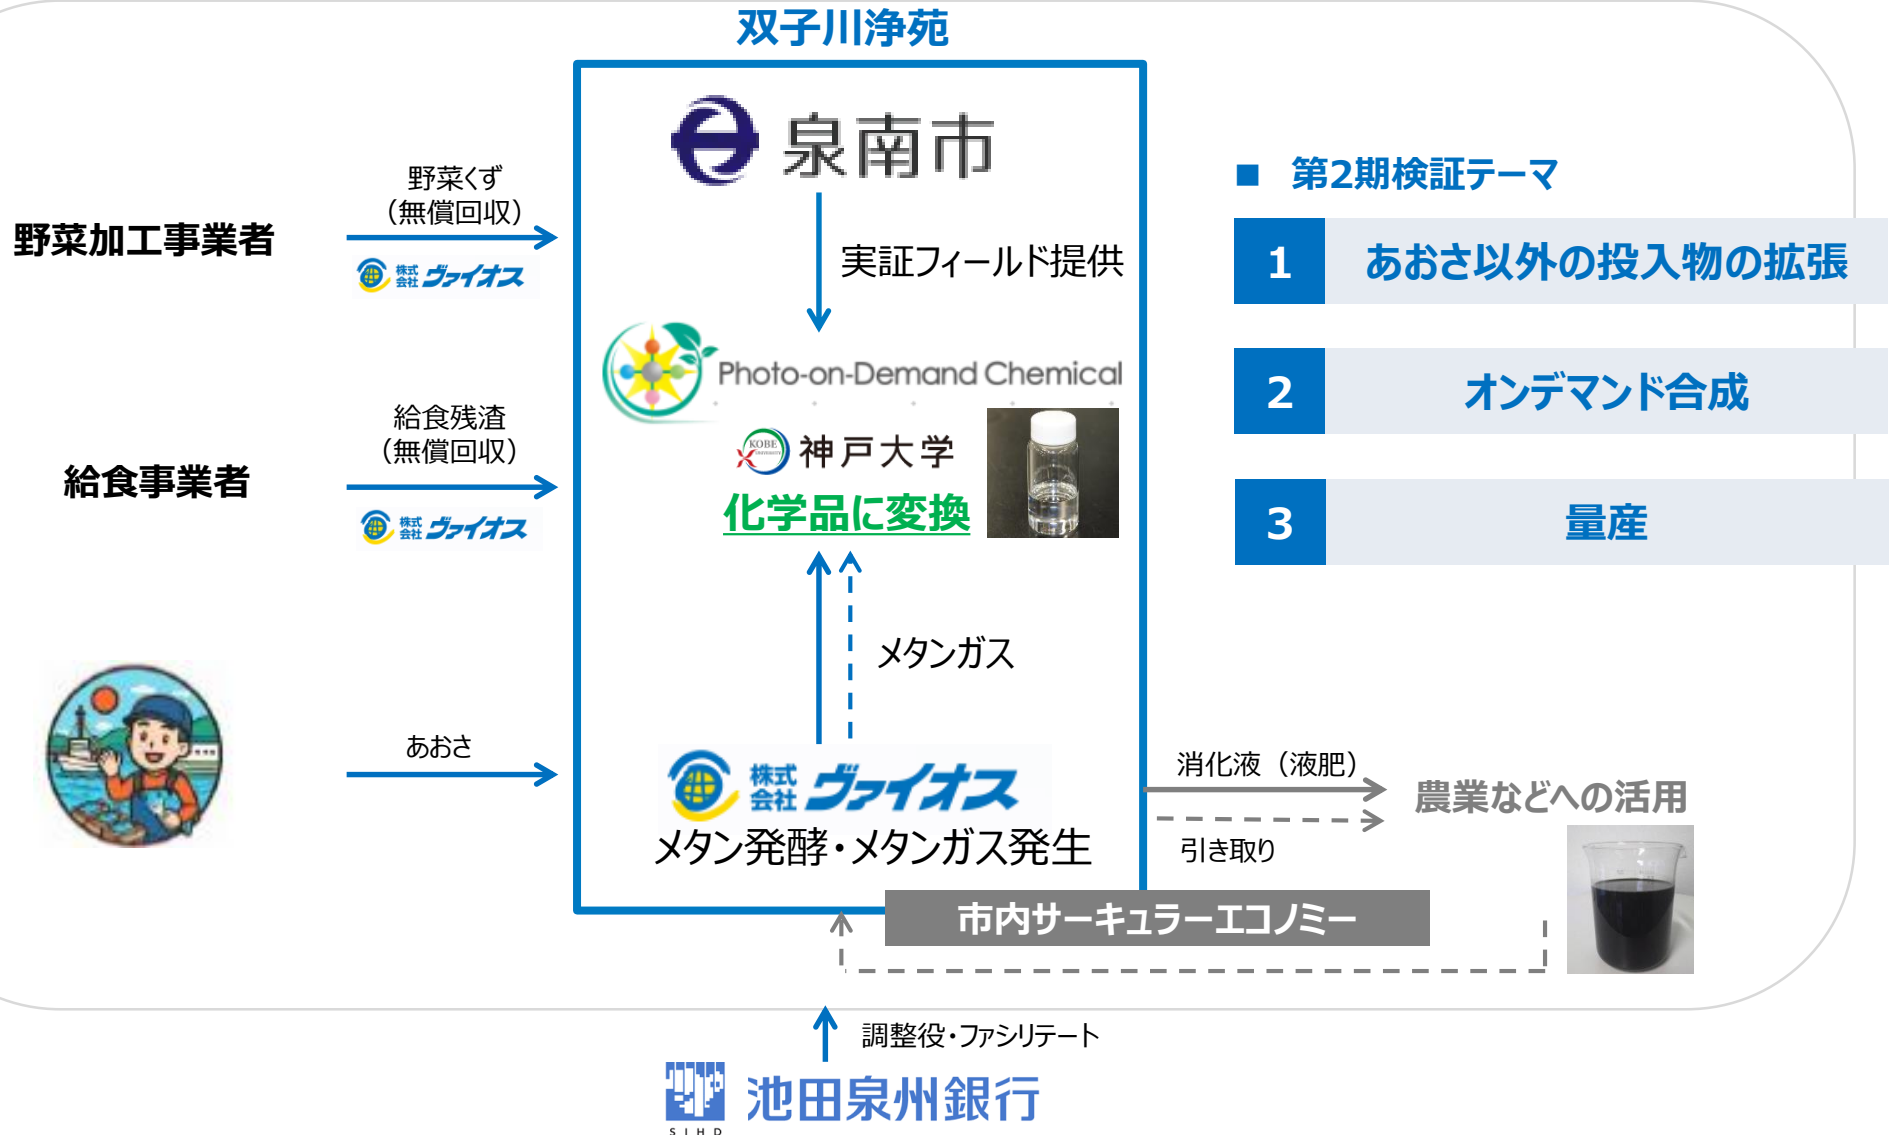 双子川浄苑
泉南市
実証フィールド提供
Photo-on-Demand Chemical
KOBE
神戸大学
化学品に変換
メタンガス
株式会社 ヴァイオス
メタン発酵・メタンガス発生
野菜加工事業者
野菜くず
（無償回収）
株式会社 ヴァイオス
給食事業者
給食残渣
（無償回収）
株式会社 ヴァイオス
あおさ
■ 第2期検証テーマ
1 あおさ以外の投入物の拡張
2 オンデマンド合成
3 量産
消化液（液肥）
引き取り
農業などへの活用
市内サーキュラーエコノミー
調整役・ファシリテート
池田泉州銀行
SIHD